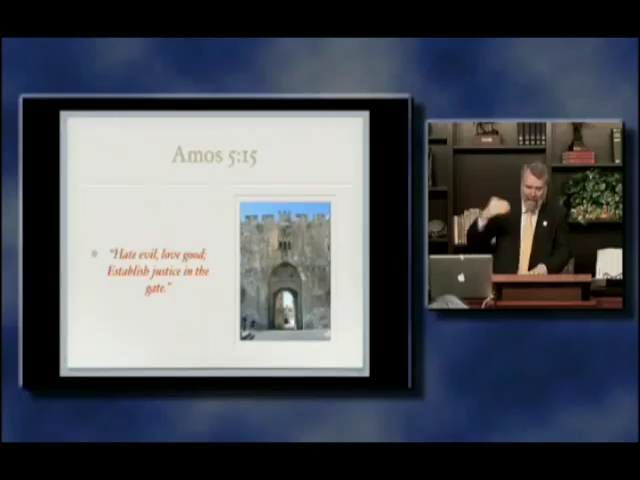 Amos 5:15
"Hate evil, love good;
Establish justice in the
gate."